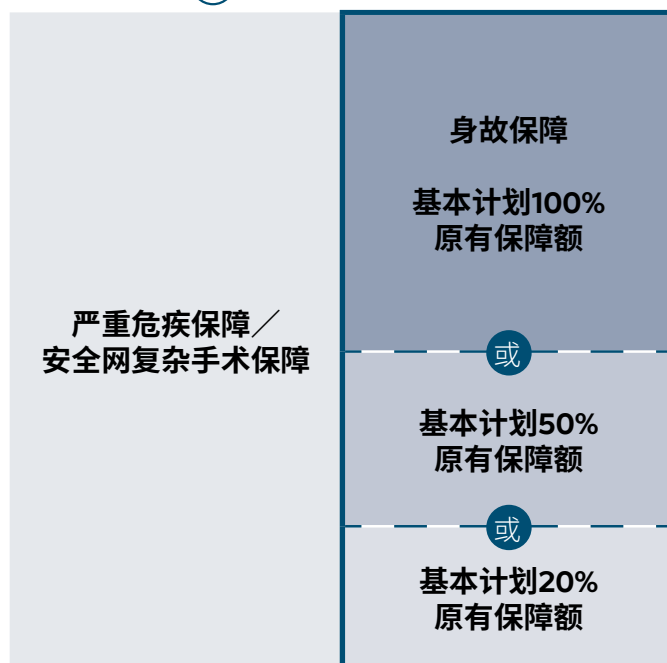 严重危疾保障／
安全网复杂手术保障
身故保障
基本计划100%
原有保障额
或
基本计划50%
原有保障额
或
基本计划20%
原有保障额